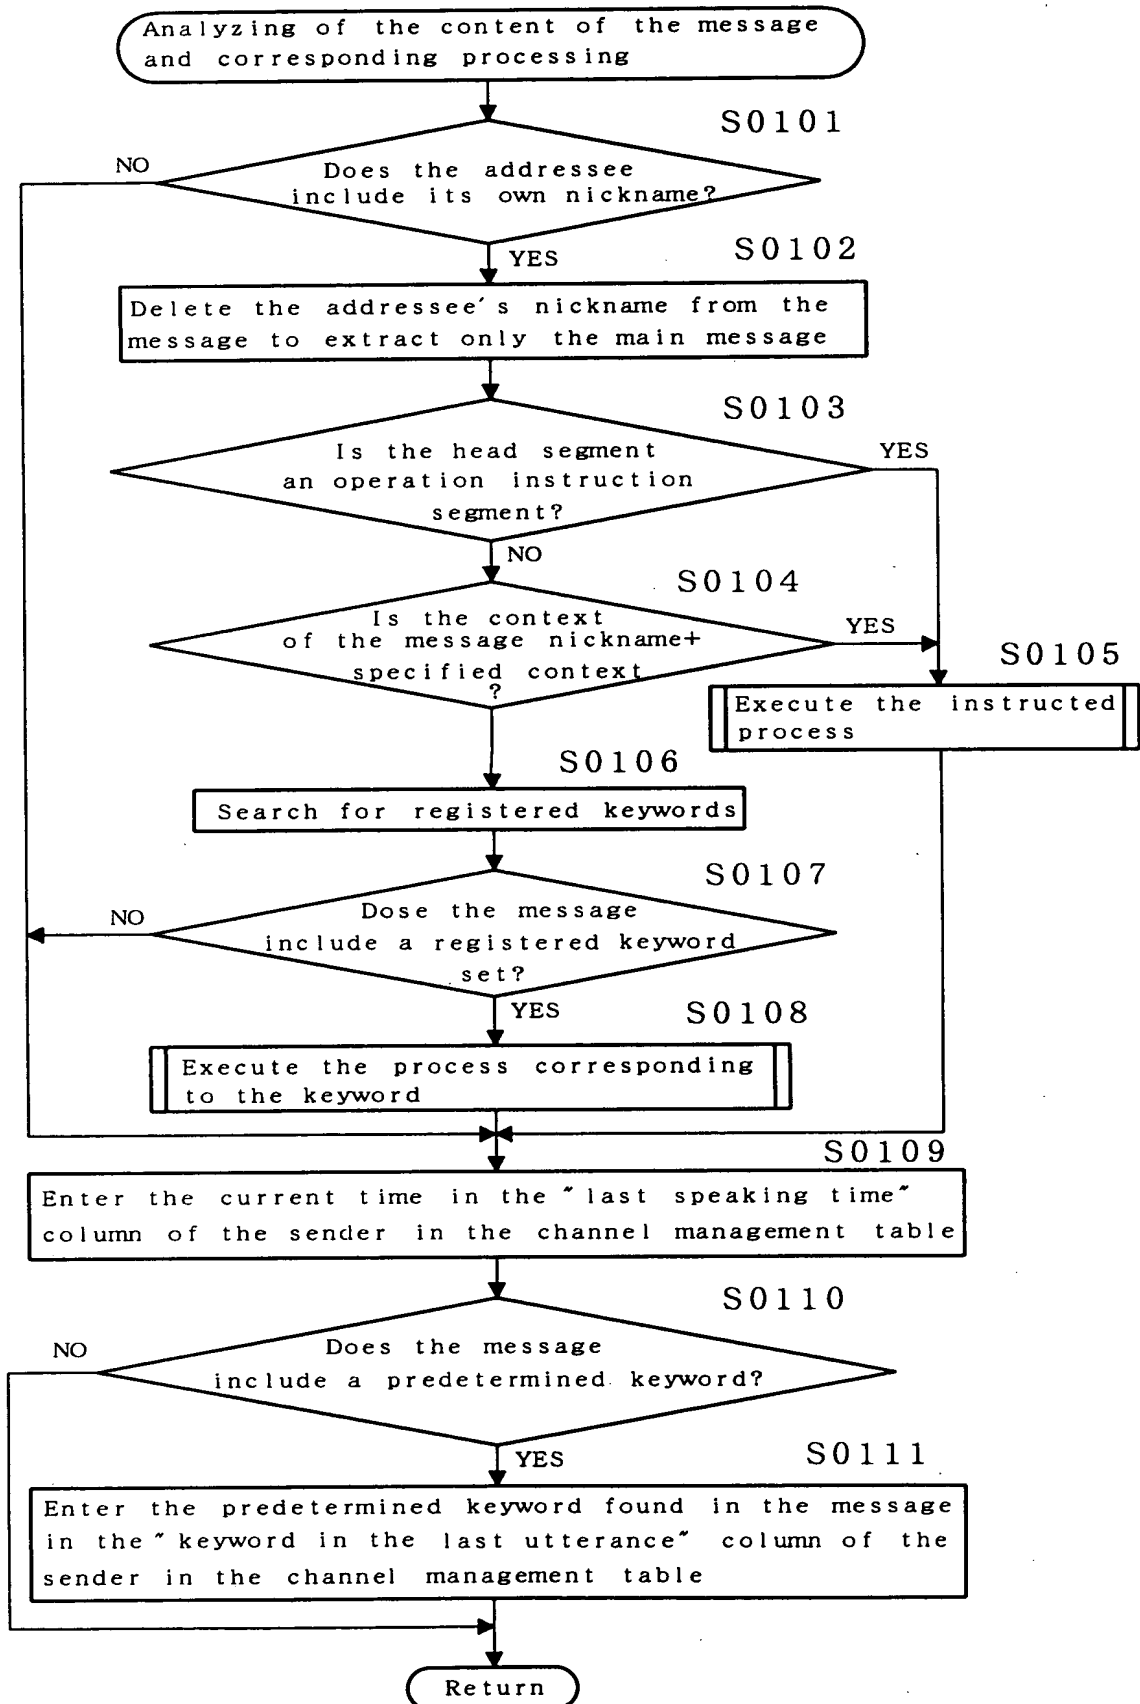 Analyzing of the content of the message
and corresponding processing
S0101
NO
Does the addressee
include its own nickname?
YES
S0102
Delete the addressee's nickname from the
message to extract only the main message
S0103
Is the head segment
an operation instruction
segment?
YES
NO
S0104
Is the context
of the message nickname+
specified context
?
YES
S0105
Execute the instructed
process
S0106
Search for registered keywords
S0107
NO
Dose the message
include a registered keyword
set?
YES
S0108
Execute the process corresponding
to the keyword
S0109
Enter the current time in the "last speaking time"
column of the sender in the channel management table
S0110
NO
Does the message
include a predetermined keyword?
YES
S0111
Enter the predetermined keyword found in the message
in the "keyword in the last utterance" column of the
sender in the channel management table
Return